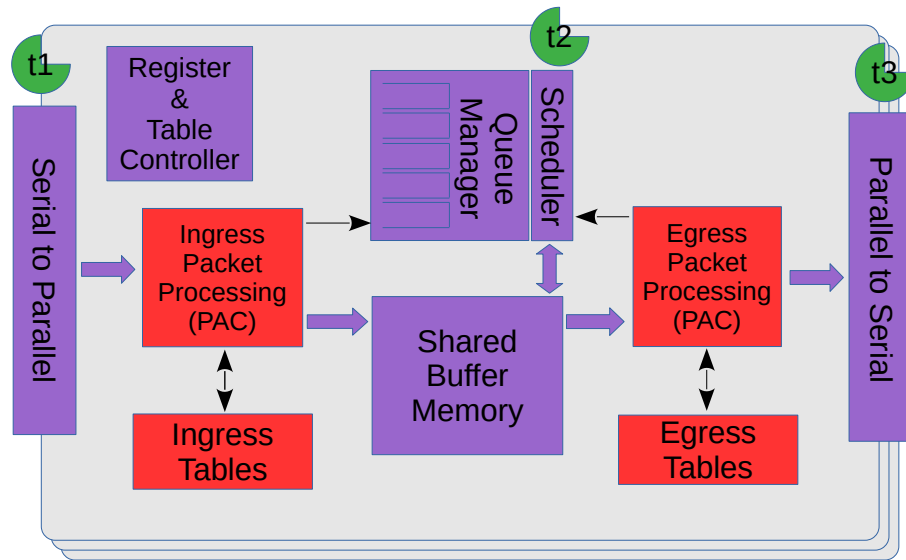 t1
t2
t3
Register
&
Table
Controller
Queue
Manager
Scheduler
Serial to Parallel
Parallel to Serial
Ingress
Packet
Processing
(PAC)
Egress
Packet
Processing
(PAC)
Shared
Buffer
Memory
Ingress
Tables
Egress
Tables